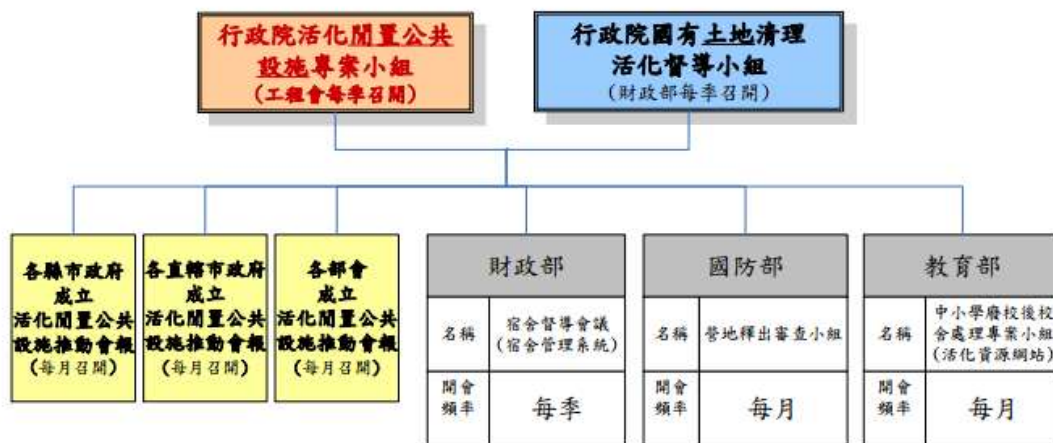 行政院活化閒置公共
設施專案小組
(工程會每季召開)
行政院國有土地清理
活化督導小組
(財政部每季召開)
各縣市政府
成立
活化閒置公共
設施推動會報
(每月召開)
各直轄市政府
成立
活化閒置公共
設施推動會報
(每月召開)
各部會
成立
活化閒置公共
設施推動會報
(每月召開)
財政部
名稱
宿舍督導會議
(宿舍管理系統)
開會
頻率
每季
國防部
名稱
營地釋出審查小組
開會
頻率
每月
教育部
名稱
中小學廢校後校
舍處理專案小組
(活化資源網站)
開會
頻率
每月